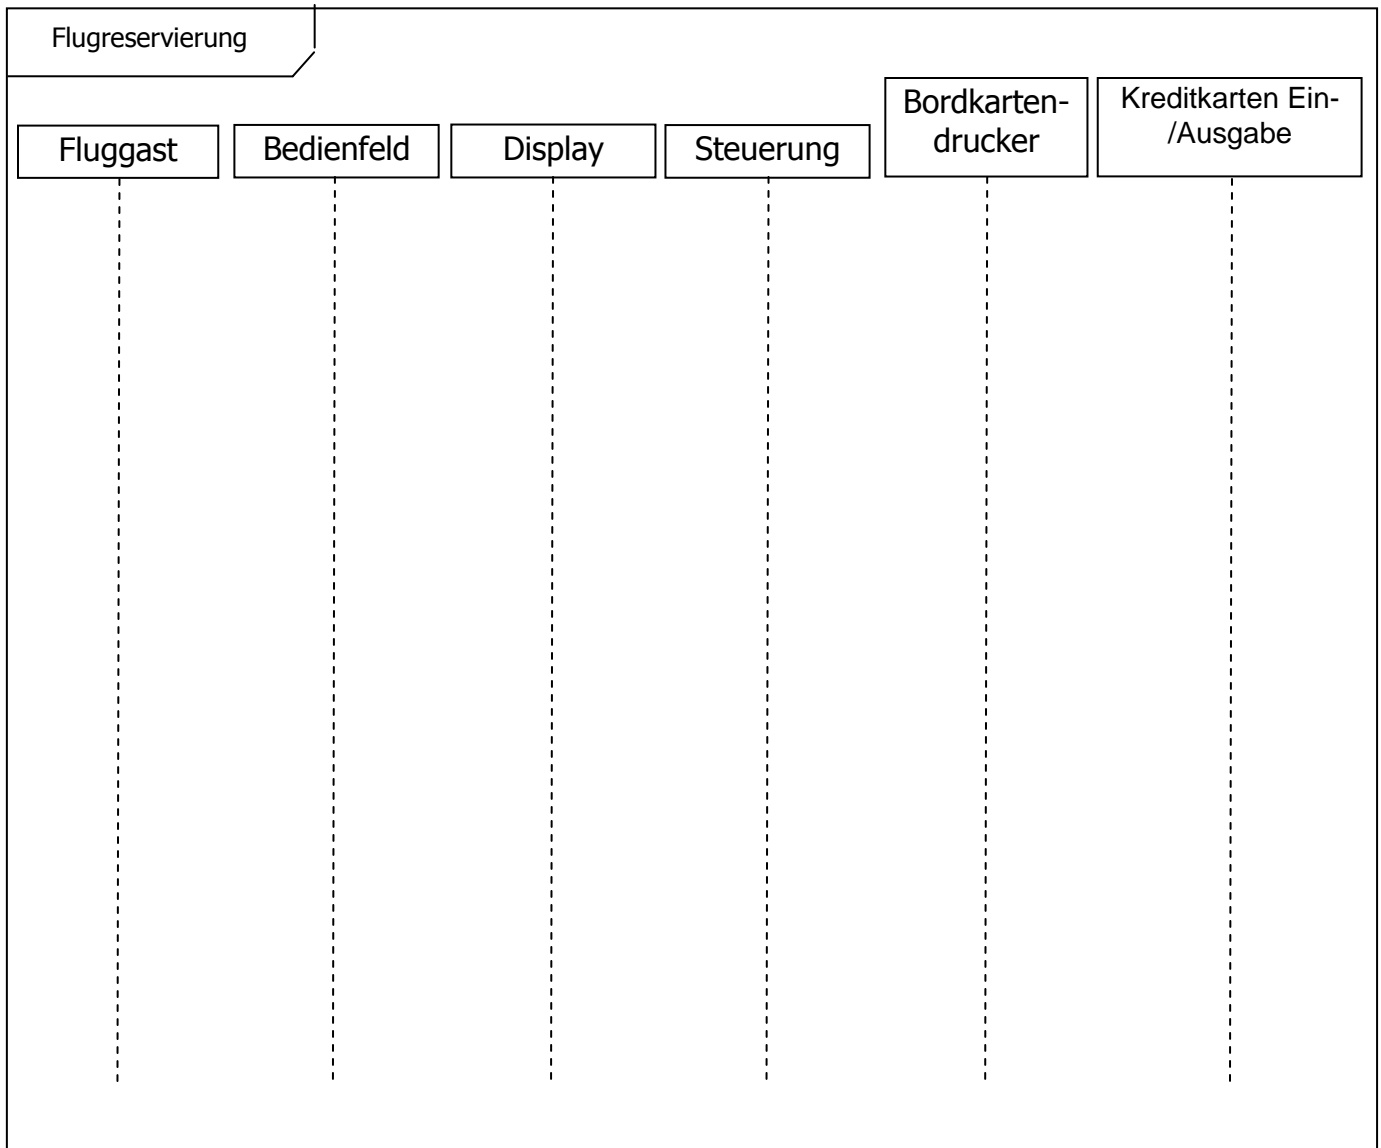 Flugreservierung
Fluggast
Bedienfeld
Display
Steuerung
Bordkarten-
drucker
Kreditkarten Ein-
/Ausgabe